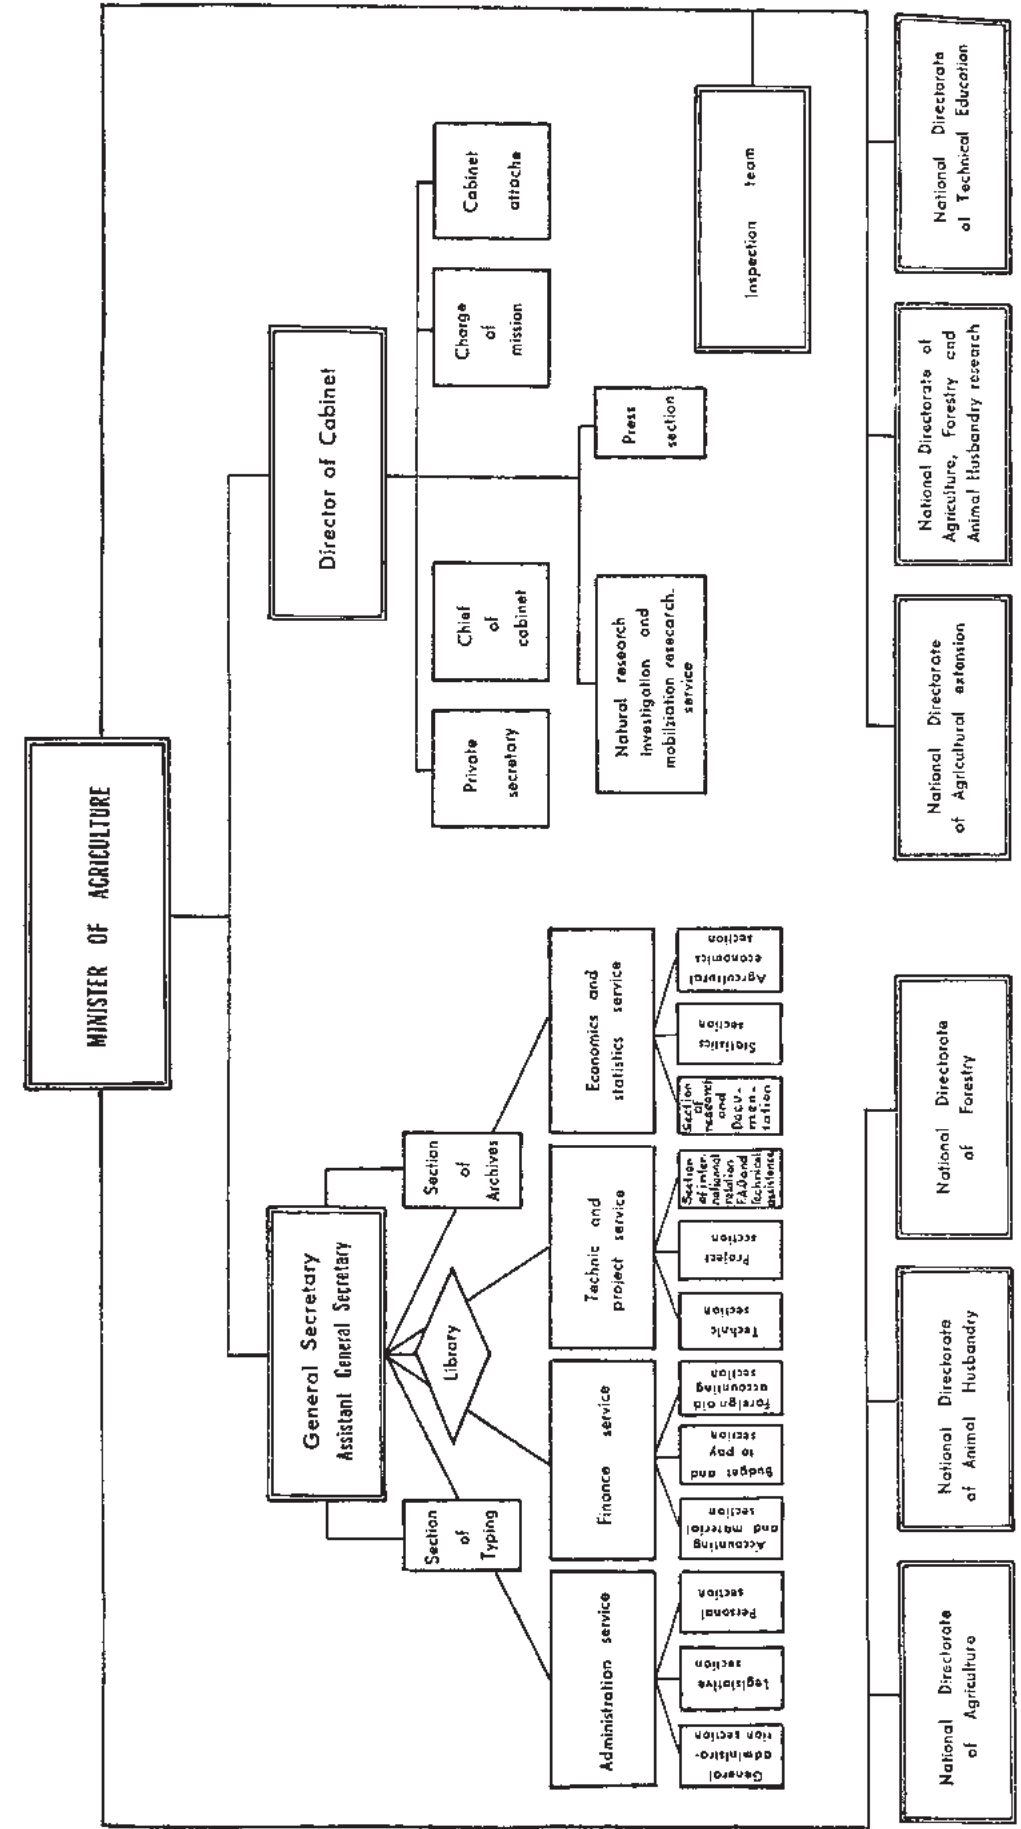 MINISTER OF AGRICULTURE
General Secretary
Assistant General Secretary
Director of Cabinet
Section
of
Typing
Library
Section
of
Archives
Private
secretary
Chief
of
cabinet
Charge
of
mission
Cabinet
attache
Administration service
Finance service
Technic and
project service
Economics and
statistics service
Natural research
investigation and
mobilziation research.
service
Press
section
General
administra-
tion section
Legislative
section
Personal
section
Accounting
and material
section
Budget and
to pay
section
foreign aid
accounting
section
Technic
section
Project
section
Section
of inter.
national
relation
F.A.O and
Technical
assistence
Section
of
research
and
Docu-
men-
tation
Statistics
section
Agricultural
economics
section
Inspection team
National Directorate
of Agriculture
National Directorate
of Animal Husbandry
National Directorate
of Forestry
National Directorate
of Agricultural extension
National Directorate of
Agriculture, Forestry and
Animal Husbandry research
National Directorate
of Technical Education